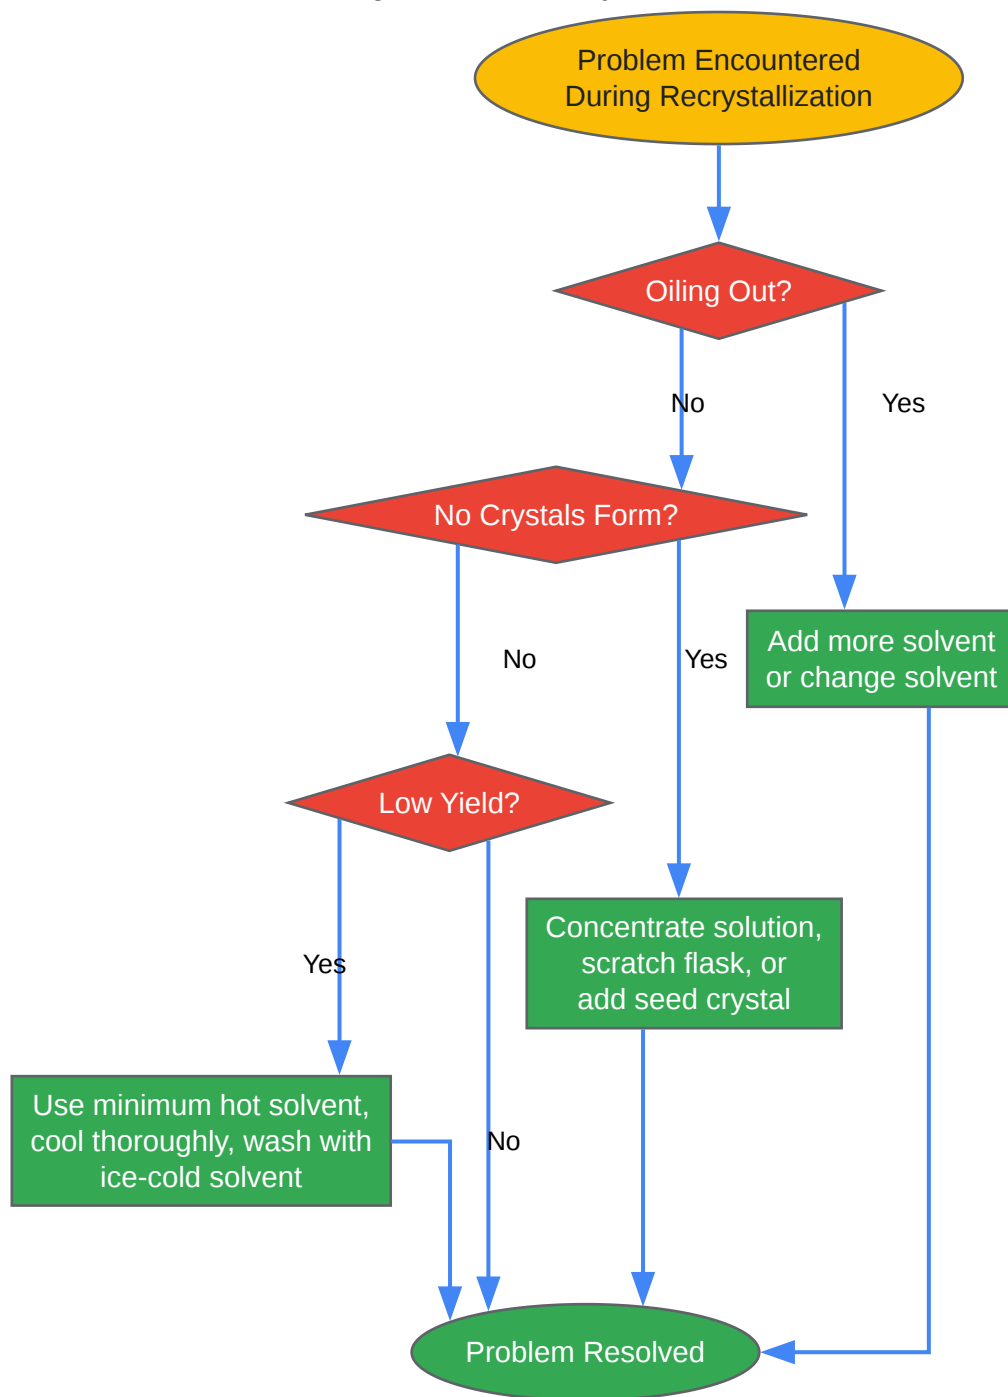 Problem Encountered
During Recrystallization
Oiling Out?
No
Yes
No Crystals Form?
No
Yes
Add more solvent
or change solvent
Low Yield?
Yes
Concentrate solution,
scratch flask, or
add seed crystal
Use minimum hot solvent,
cool thoroughly, wash with
ice-cold solvent
No
Problem Resolved